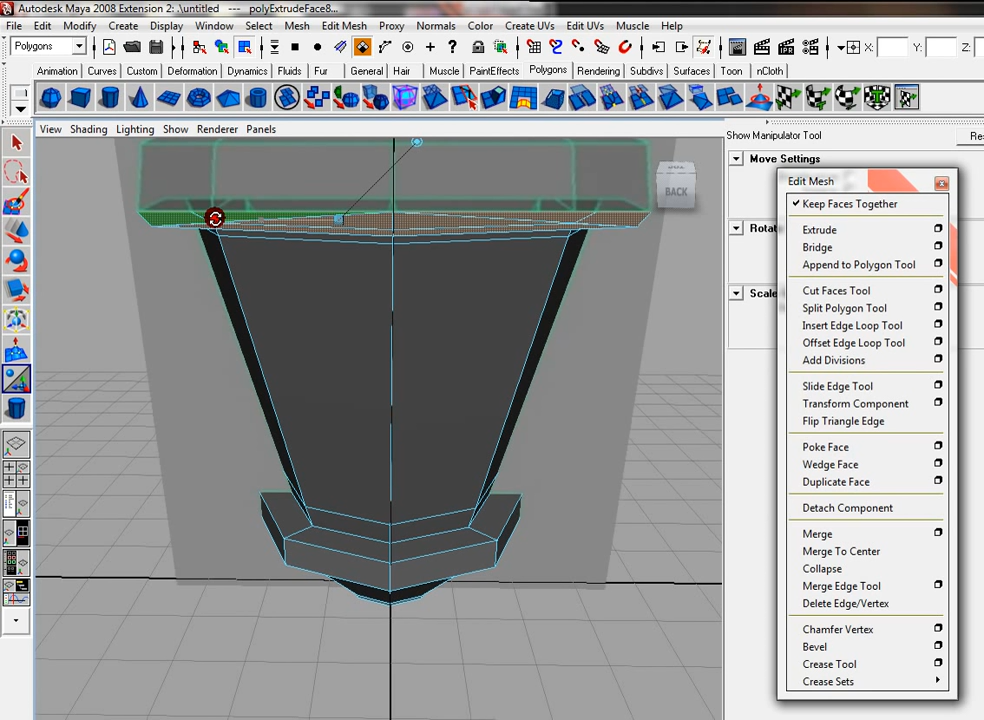 Autodesk Maya 2008 Extension 2: .\untitled --- polyExtrudeFace8...
File Edit Modify Create Display Window Select Mesh Edit Mesh Proxy Normals Color Create UVs Edit UVs Muscle Help
Polygons X: Y: Z:
Animation Curves Custom Deformation Dynamics Fluids Fur General Hair Muscle PaintEffects Polygons Rendering Subdivs Surfaces Toon nCloth
View Shading Lighting Show Renderer Panels
Show Manipulator Tool
Move Settings
Edit Mesh
BACK
Keep Faces Together
Extrude
Bridge
Append to Polygon Tool
Cut Faces Tool
Split Polygon Tool
Insert Edge Loop Tool
Offset Edge Loop Tool
Add Divisions
Slide Edge Tool
Transform Component
Flip Triangle Edge
Poke Face
Wedge Face
Duplicate Face
Detach Component
Merge
Merge To Center
Collapse
Merge Edge Tool
Delete Edge/Vertex
Chamfer Vertex
Bevel
Crease Tool
Crease Sets